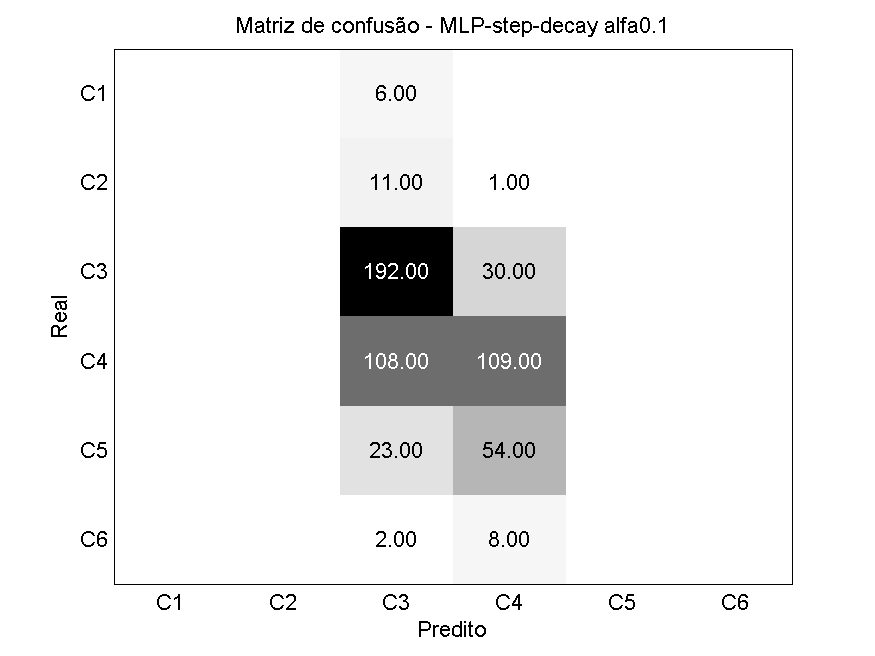 Matriz de confusão - MLP-step-decay alfa0.1
C1 6.00
C2 11.00 1.00
C3 192.00 30.00
Real
C4 108.00 109.00
C5 23.00 54.00
C6 2.00 8.00
C1 C2 C3 C4 C5 C6
Predito